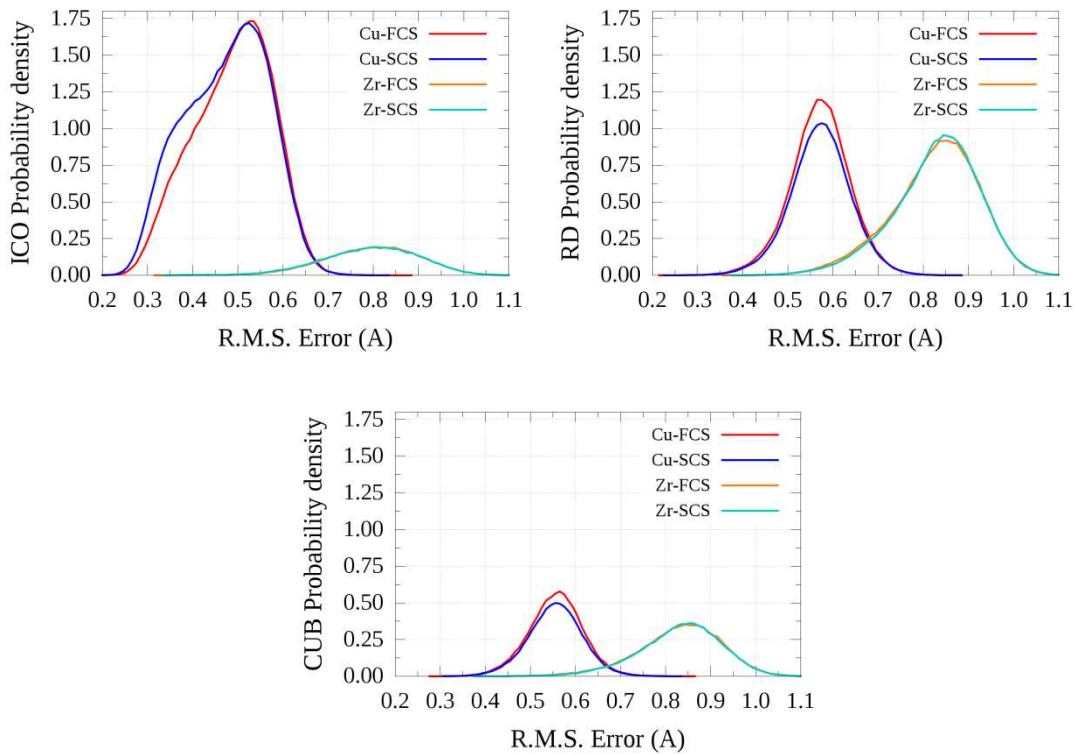 ICO Probability density
1.75
1.50
1.25
1.00
0.75
0.50
0.25
0.00
Cu-FCS
Cu-SCS
Zr-FCS
Zr-SCS
0.2 0.3 0.4 0.5 0.6 0.7 0.8 0.9 1.0 1.1
R.M.S. Error (A)
RD Probability density
1.75
1.50
1.25
1.00
0.75
0.50
0.25
0.00
Cu-FCS
Cu-SCS
Zr-FCS
Zr-SCS
0.2 0.3 0.4 0.5 0.6 0.7 0.8 0.9 1.0 1.1
R.M.S. Error (A)
CUB Probability density
1.75
1.50
1.25
1.00
0.75
0.50
0.25
0.00
Cu-FCS
Cu-SCS
Zr-FCS
Zr-SCS
0.2 0.3 0.4 0.5 0.6 0.7 0.8 0.9 1.0 1.1
R.M.S. Error (A)